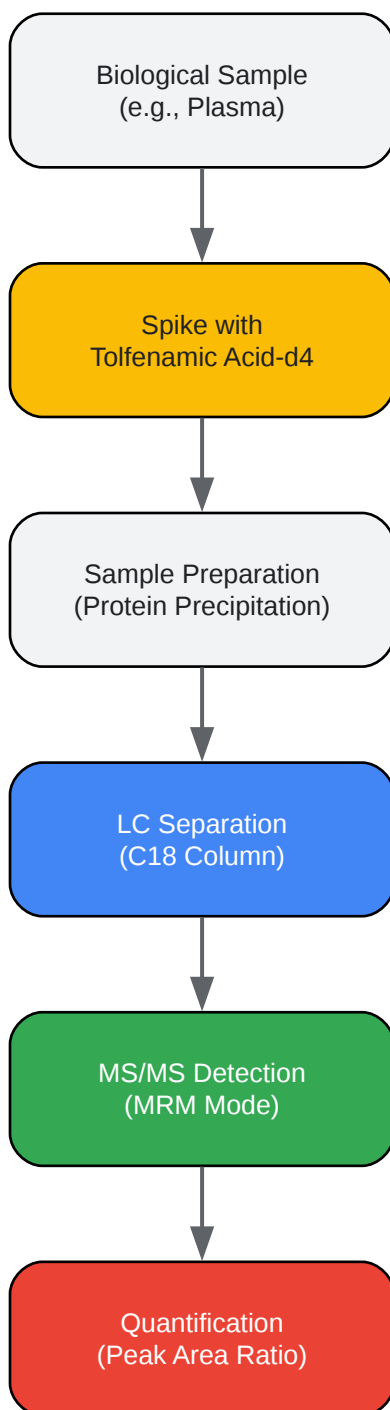 Biological Sample
(e.g., Plasma)
Spike with
Tolfenamic Acid-d4
Sample Preparation
(Protein Precipitation)
LC Separation
(C18 Column)
MS/MS Detection
(MRM Mode)
Quantification
(Peak Area Ratio)